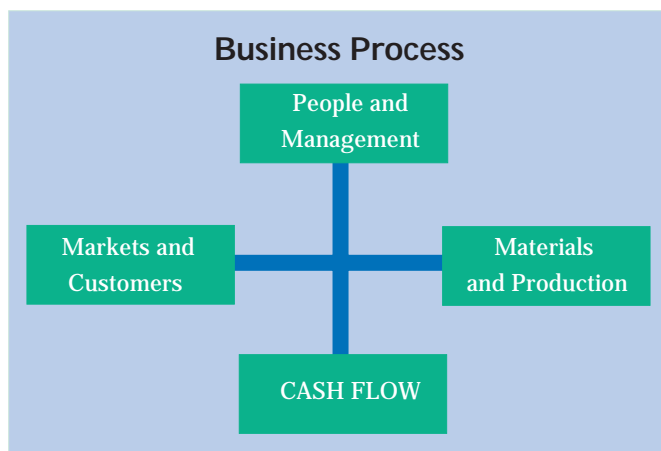 Business Process
People and
Management
Markets and
Customers
Materials
and Production
CASH FLOW